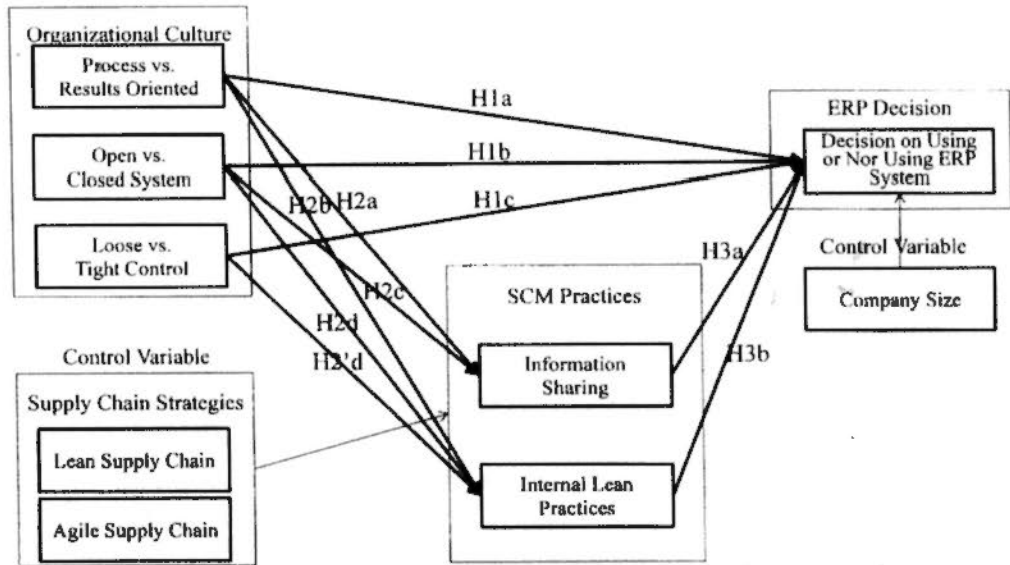 Organizational Culture
Process vs.
Results Oriented
Open vs.
Closed System
Loose vs.
Tight Control
H1a
H1b
H1c
H2b
H2a
H2c
H2d
H2'd
H3a
H3b
ERP Decision
Decision on Using
or Nor Using ERP
System
Control Variable
Company Size
SCM Practices
Information
Sharing
Internal Lean
Practices
Control Variable
Supply Chain Strategies
Lean Supply Chain
Agile Supply Chain